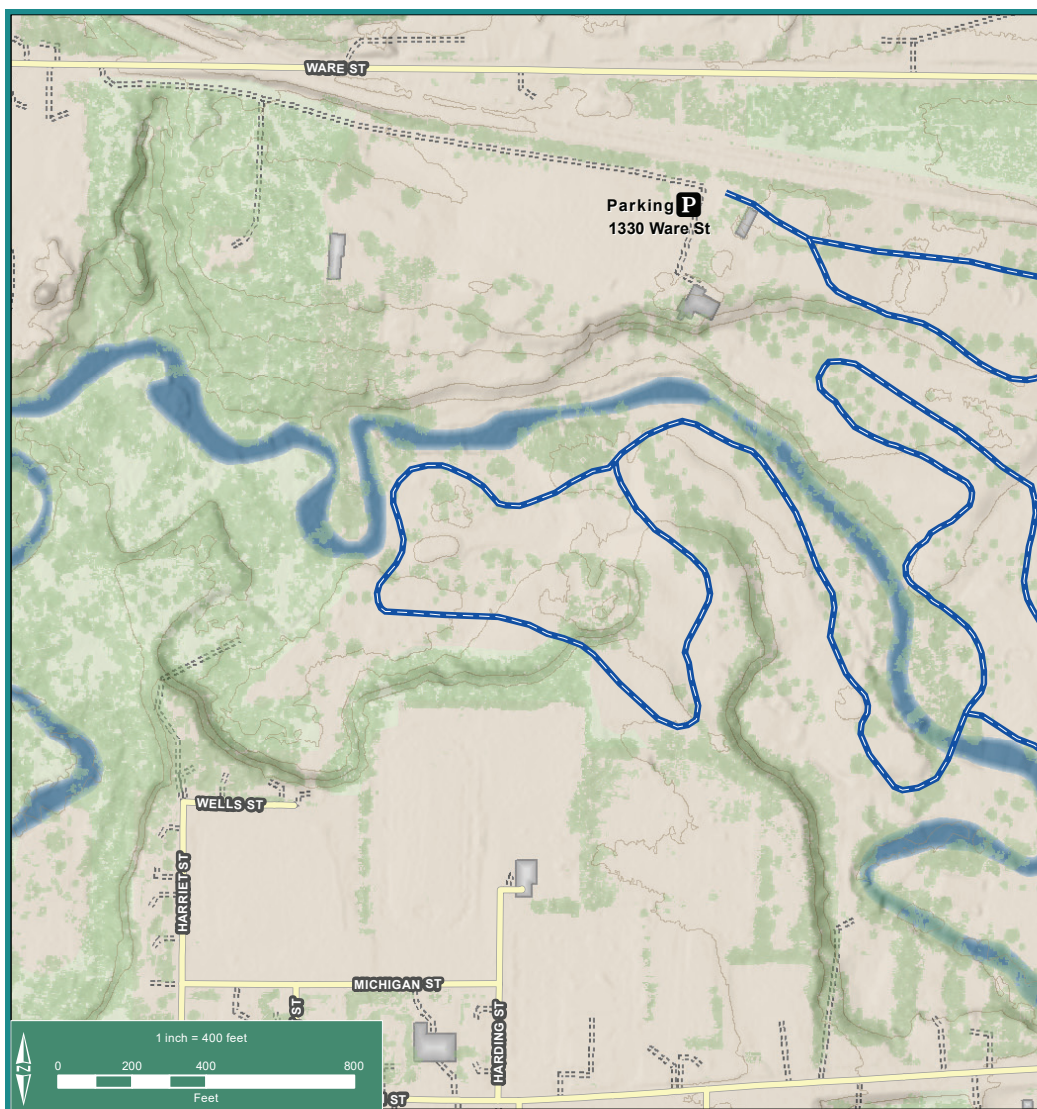 WARE ST
Parking P
1330 Ware St
WELLS ST
HARRIET ST
MICHIGAN ST
ST
HARDING ST
1 inch = 400 feet
0 200 400 800
Feet
N
ST